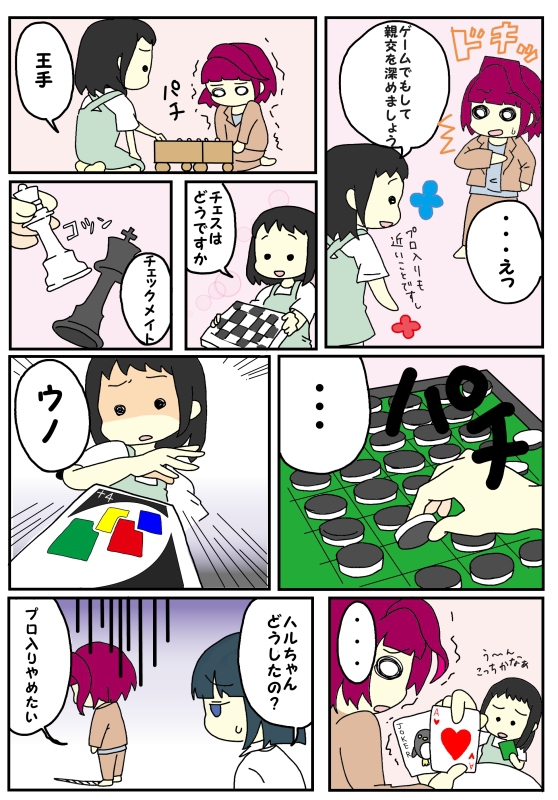 ドキッ
ゲームでもして
親交を深めましょう
・・・えっ
プロ入りも
近いことですし
王手
パチ
チェスは
どうですか
コツン
チェックメイト
パチ
・・・
ウノ
+4
・・・
う〜ん
こっちかなぁ
JOKER
A
A
ハルちゃん
どうしたの？
プロ入りやめたい